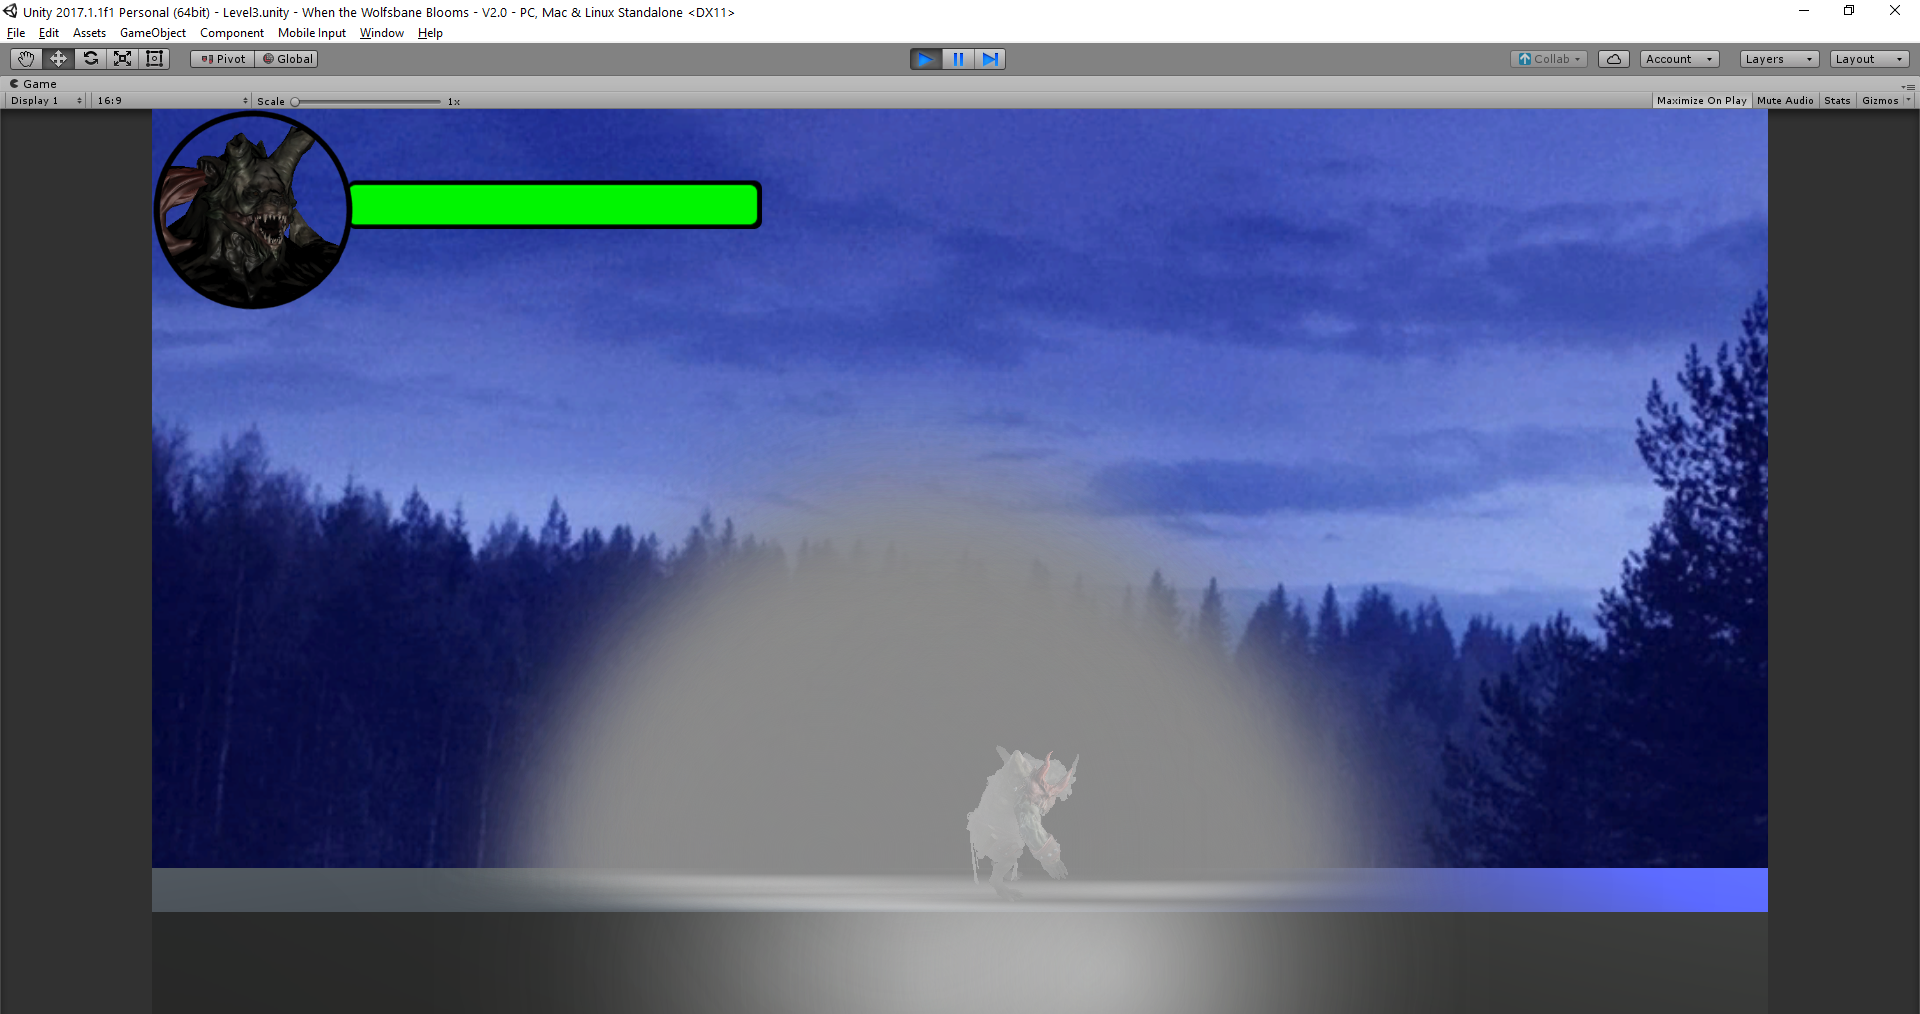 Unity 2017.1.1f1 Personal (64bit) - Level3.unity - When the Wolfsbane Blooms - V2.0 - PC, Mac & Linux Standalone <DX11>
File Edit Assets GameObject Component Mobile Input Window Help
Pivot Global Collab Account Layers Layout
Game
Display 1 16:9 Scale 1x Maximize On Play Mute Audio Stats Gizmos